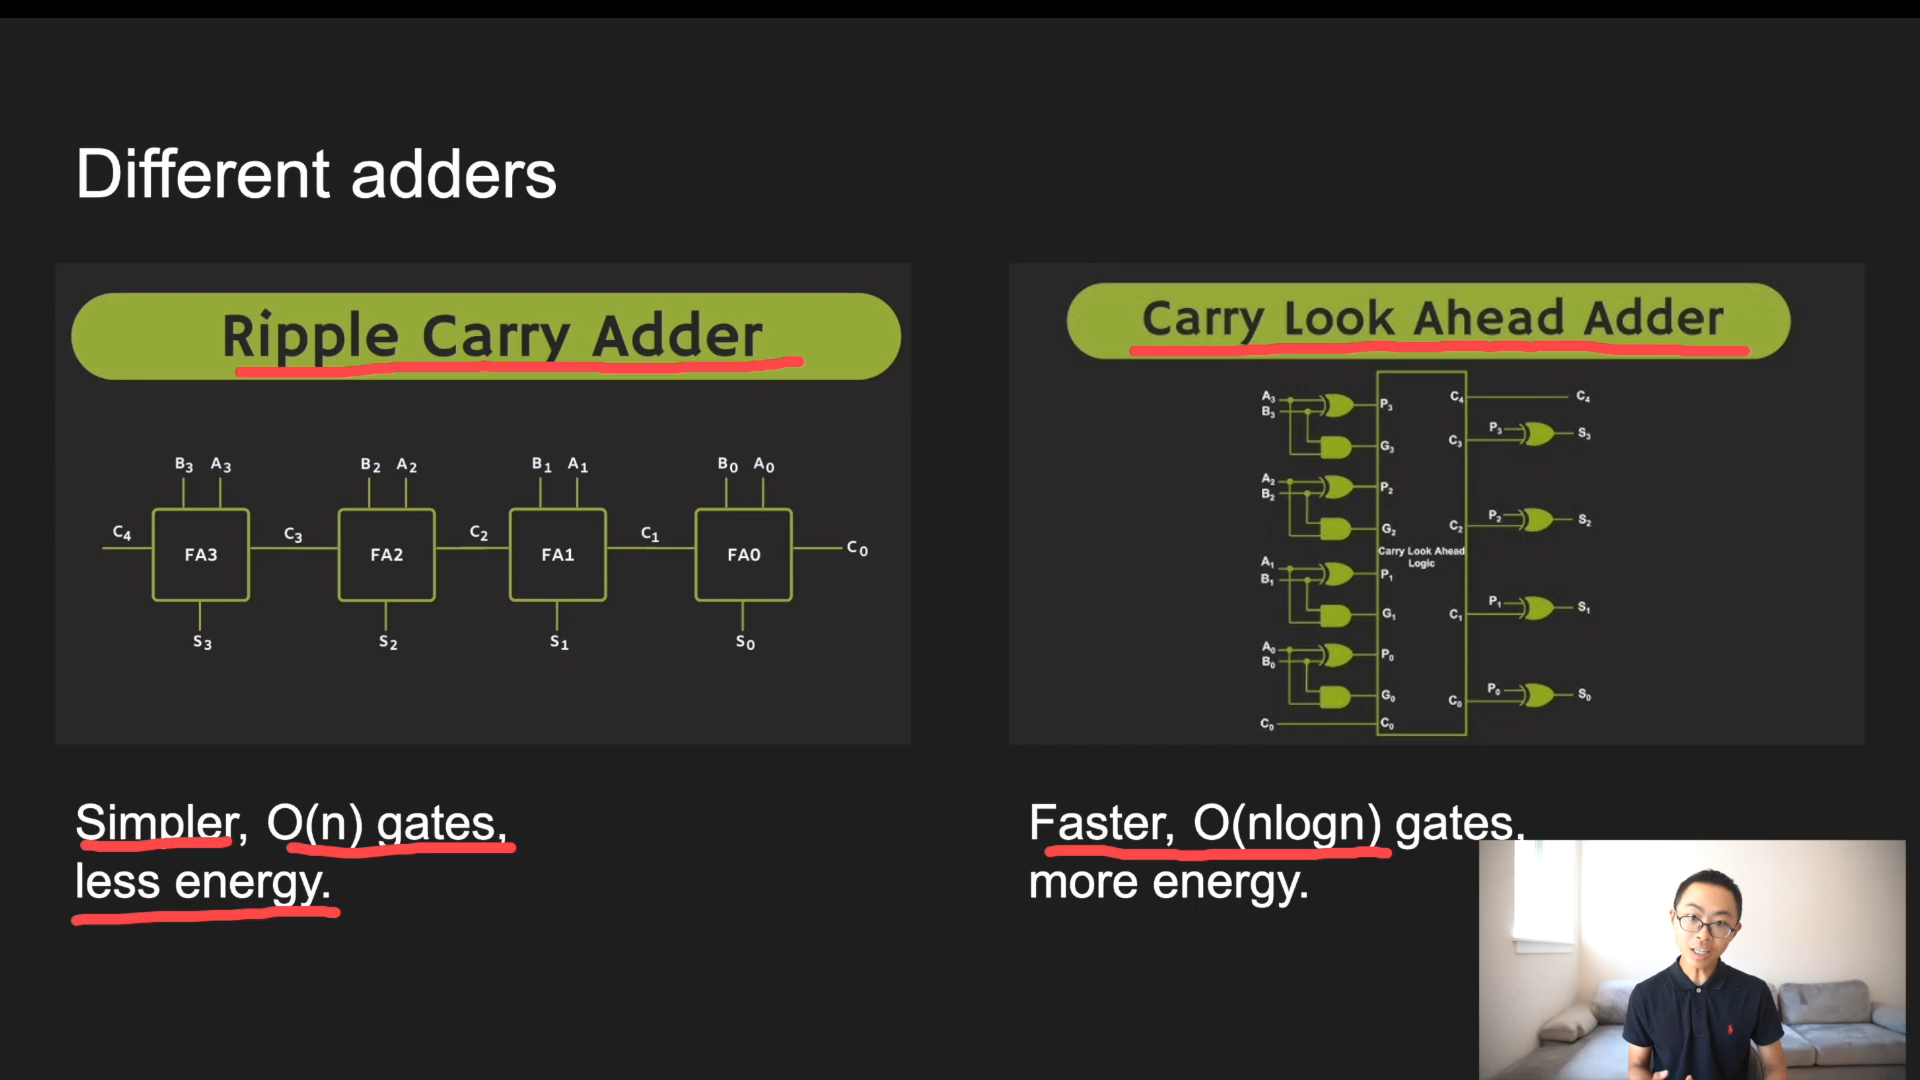 Different adders
Ripple Carry Adder
B3 A3 B2 A2 B1 A1 B0 A0
C4 C3 C2 C1 C0
FA3 FA2 FA1 FA0
S3 S2 S1 S0
Simpler, O(n) gates,
less energy.
Carry Look Ahead Adder
A3 P3 C4 C4
B3 P3 S3
G3 C3
A2 P2
B2 P2 S2
G2 C2
Carry Look Ahead
Logic
A1 P1
B1 P1 S1
G1 C1
A0 P0
B0 P0 S0
G0 C0
C0 C0
Faster, O(nlogn) gates,
more energy.